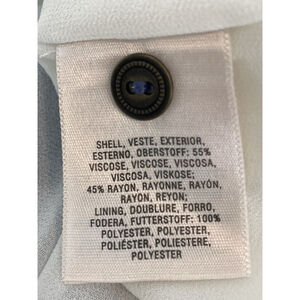 SHELL, VESTE, EXTERIOR,
ESTERNO, OBERSTOFF: 55%
VISCOSE, VISCOSE, VISCOSA,
VISCOSA, VISKOSE;
45% RAYON, RAYONNE, RAYÓN,
RAYON, REYON;
LINING, DOUBLURE, FORRO,
FODERA, FUTTERSTOFF: 100%
POLYESTER, POLYESTER,
POLIÉSTER, POLIESTERE,
POLYESTER